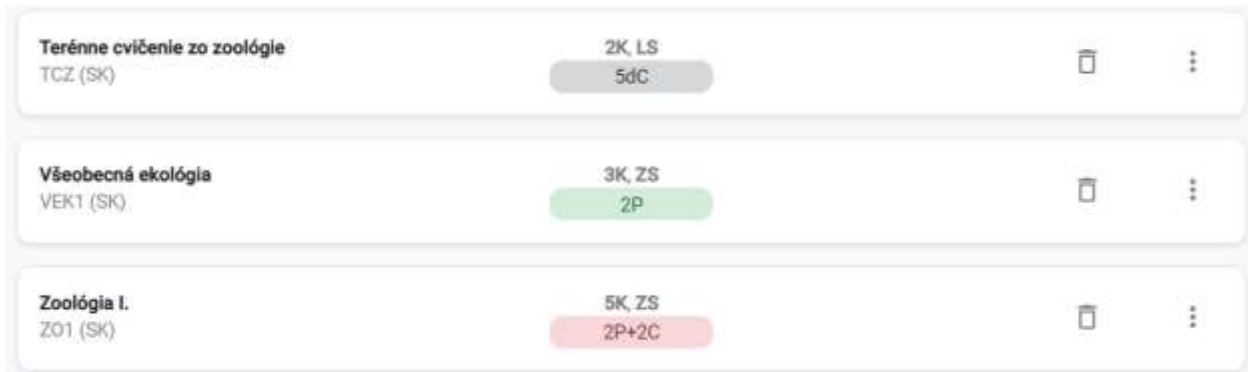 Terénne cvičenie zo zoológie
TCZ (SK)
2K, LS
5dC
Všeobecná ekológia
VEK1 (SK)
3K, ZS
2P
Zoológia I.
ZO1 (SK)
5K, ZS
2P+2C